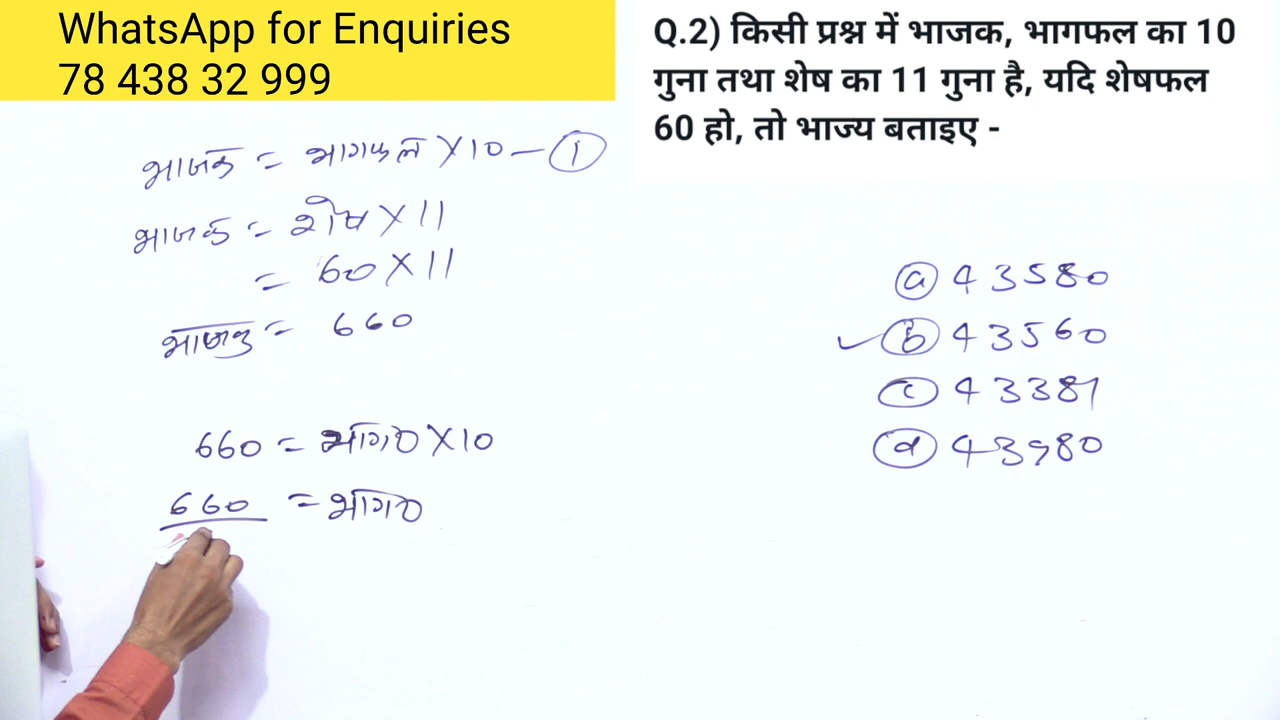 WhatsApp for Enquiries
78 438 32 999
Q.2) किसी प्रश्न में भाजक, भागफल का 10
गुना तथा शेष का 11 गुना है, यदि शेषफल
60 हो, तो भाज्य बताइए -
भाजक = भागफल X 10 – ①
भाजक = शेष X 11
= 60 X 11
भाजक = 660
660 = भाग० X 10
660 = भाग०
ⓐ 43580
✓ ⓑ 43560
ⓒ 43381
ⓓ 43980